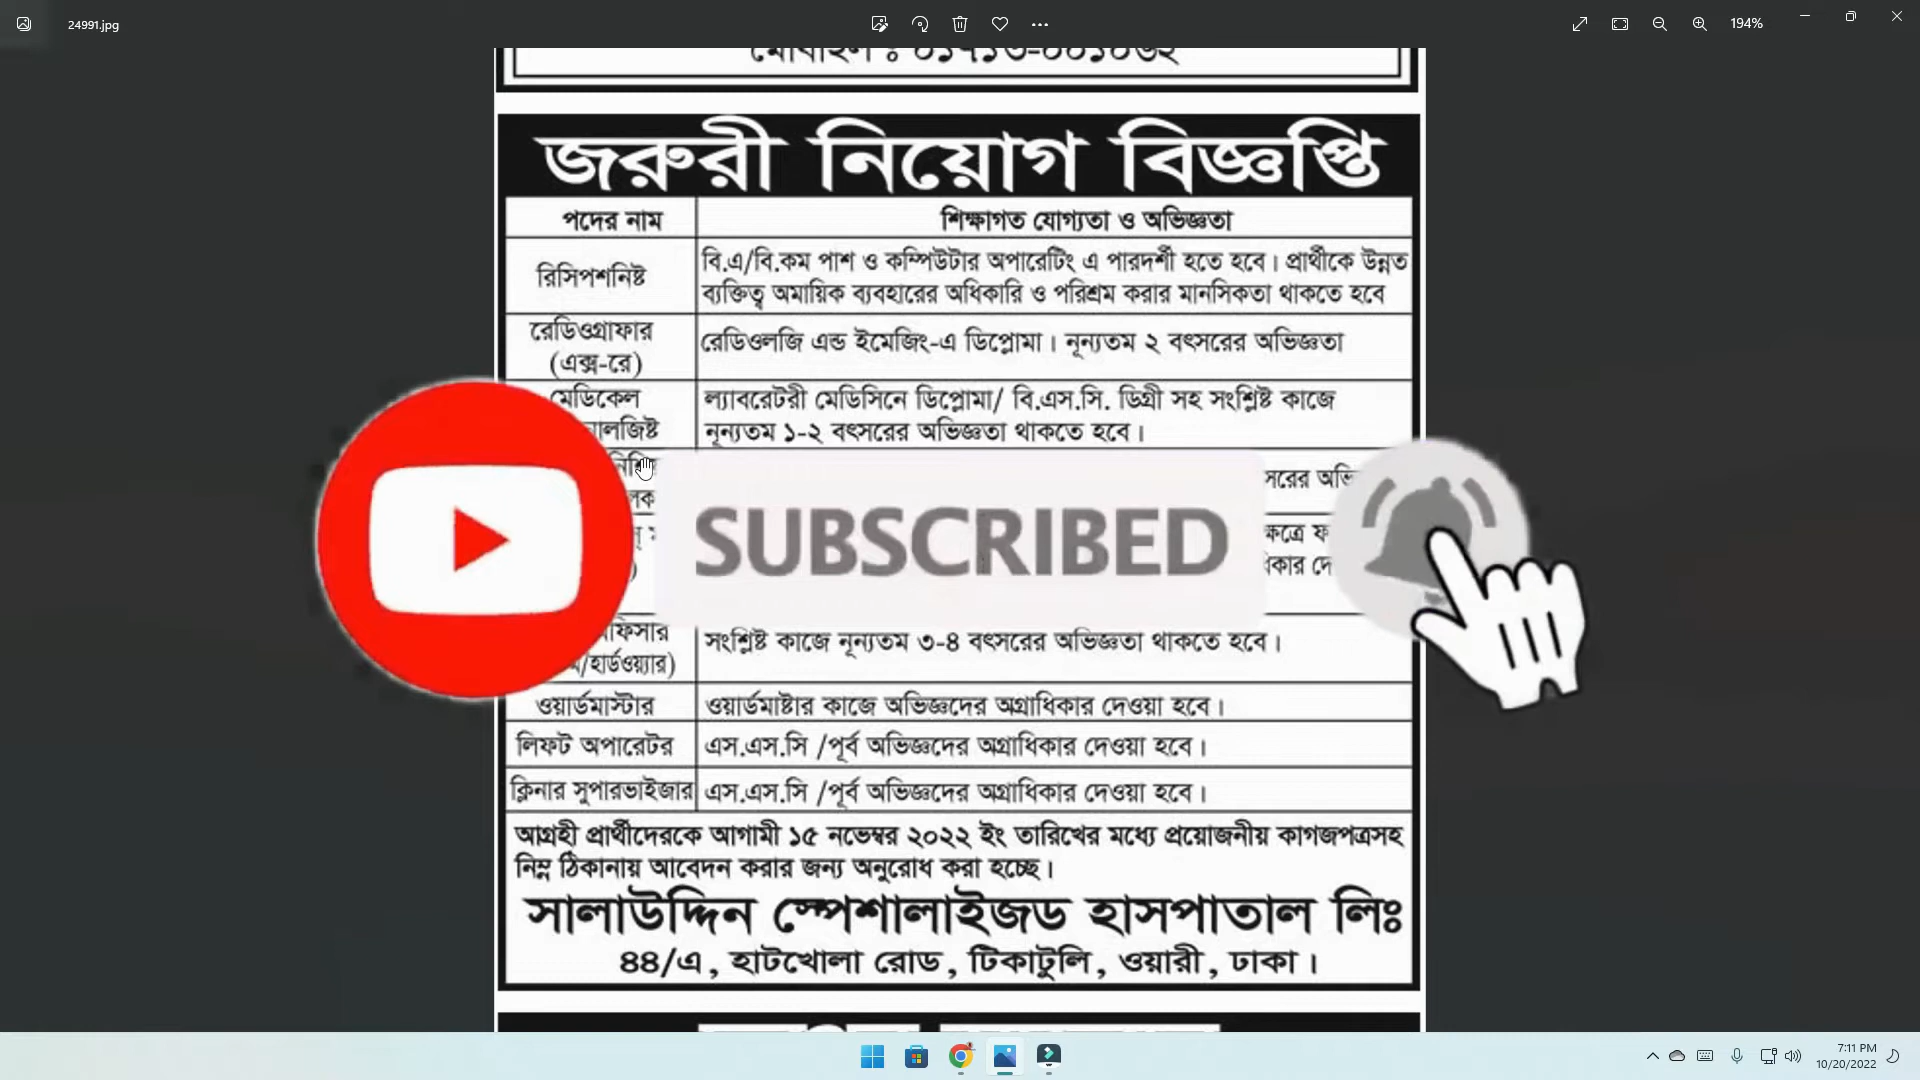 24991.jpg
194%
জরুরী নিয়োগ বিজ্ঞপ্তি
পদের নাম
শিক্ষাগত যোগ্যতা ও অভিজ্ঞতা
রিসিপশনিষ্ট
বি.এ/বি.কম পাশ ও কম্পিউটার অপারেটিং এ পারদর্শী হতে হবে। প্রার্থীকে উন্নত
ব্যক্তিত্ব অমায়িক ব্যবহারের অধিকারি ও পরিশ্রম করার মানসিকতা থাকতে হবে
রেডিওগ্রাফার
(এক্স-রে)
রেডিওলজি এন্ড ইমেজিং-এ ডিপ্লোমা। নূন্যতম ২ বৎসরের অভিজ্ঞতা
মেডিকেল
ল্যাবরেটরী মেডিসিনে ডিপ্লোমা/ বি.এস.সি. ডিগ্রী সহ সংশ্লিষ্ট কাজে
নূন্যতম ১-২ বৎসরের অভিজ্ঞতা থাকতে হবে।
SUBSCRIBED
সংশ্লিষ্ট কাজে নূন্যতম ৩-৪ বৎসরের অভিজ্ঞতা থাকতে হবে।
/হার্ডওয়্যার)
ওয়ার্ডমাস্টার
ওয়ার্ডমাষ্টার কাজে অভিজ্ঞদের অগ্রাধিকার দেওয়া হবে।
লিফট অপারেটর
এস.এস.সি /পূর্ব অভিজ্ঞদের অগ্রাধিকার দেওয়া হবে।
ক্লিনার সুপারভাইজার
এস.এস.সি /পূর্ব অভিজ্ঞদের অগ্রাধিকার দেওয়া হবে।
আগ্রহী প্রার্থীদেরকে আগামী ১৫ নভেম্বর ২০২২ ইং তারিখের মধ্যে প্রয়োজনীয় কাগজপত্রসহ
নিম্ন ঠিকানায় আবেদন করার জন্য অনুরোধ করা হচ্ছে।
সালাউদ্দিন স্পেশালাইজড হাসপাতাল লিঃ
৪৪/এ, হাটখোলা রোড, টিকাটুলি, ওয়ারী, ঢাকা।
7:11 PM
10/20/2022